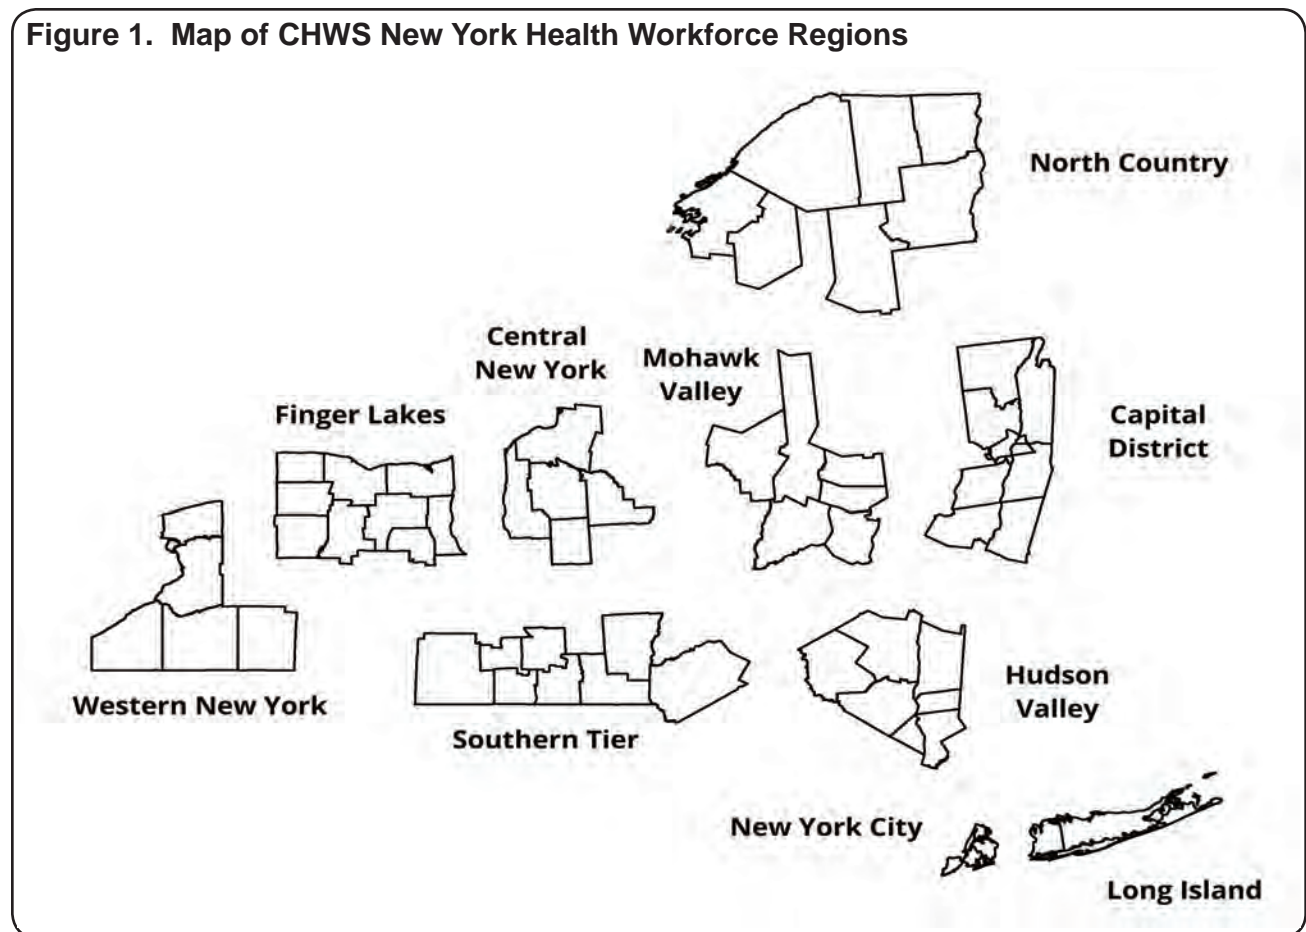 Figure 1. Map of CHWS New York Health Workforce Regions
North Country
Central
New York
Mohawk
Valley
Finger Lakes
Capital
District
Western New York
Southern Tier
Hudson
Valley
New York City
Long Island